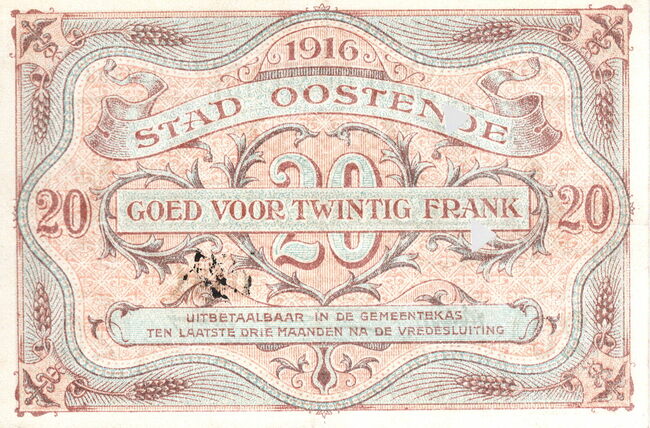 1916
STAD OOSTENDE
20
20 GOED VOOR TWINTIG FRANK 20
UITBETAALBAAR IN DE GEMEENTEKAS
TEN LAATSTE DRIE MAANDEN NA DE VREDESLUITING